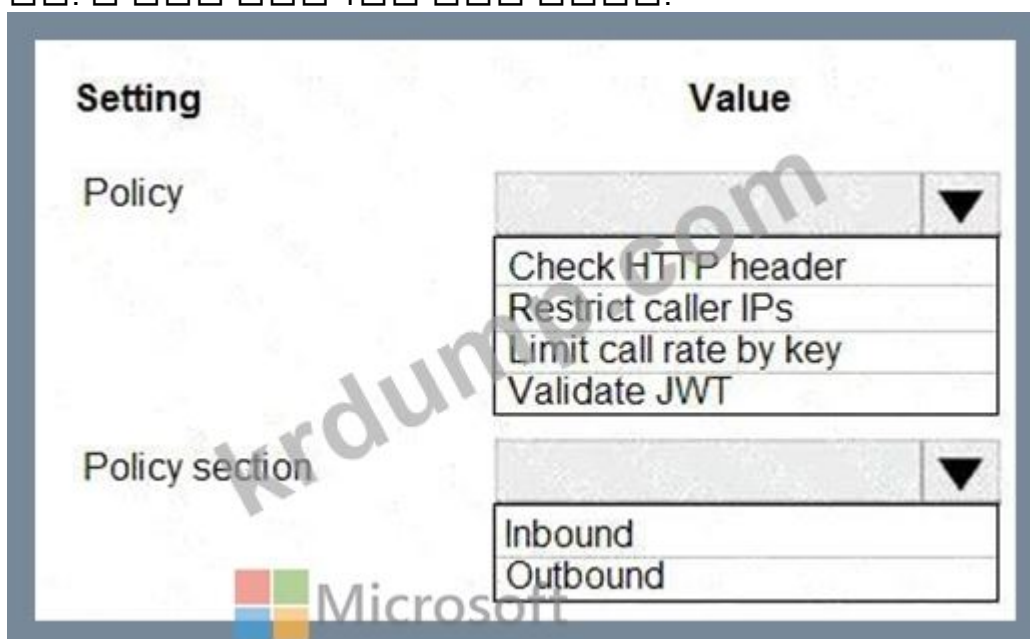 Setting Value
Policy
Check HTTP header
Restrict caller IPs
Limit call rate by key
Validate JWT
Policy section
Inbound
Outbound
krdump.com
Microsoft